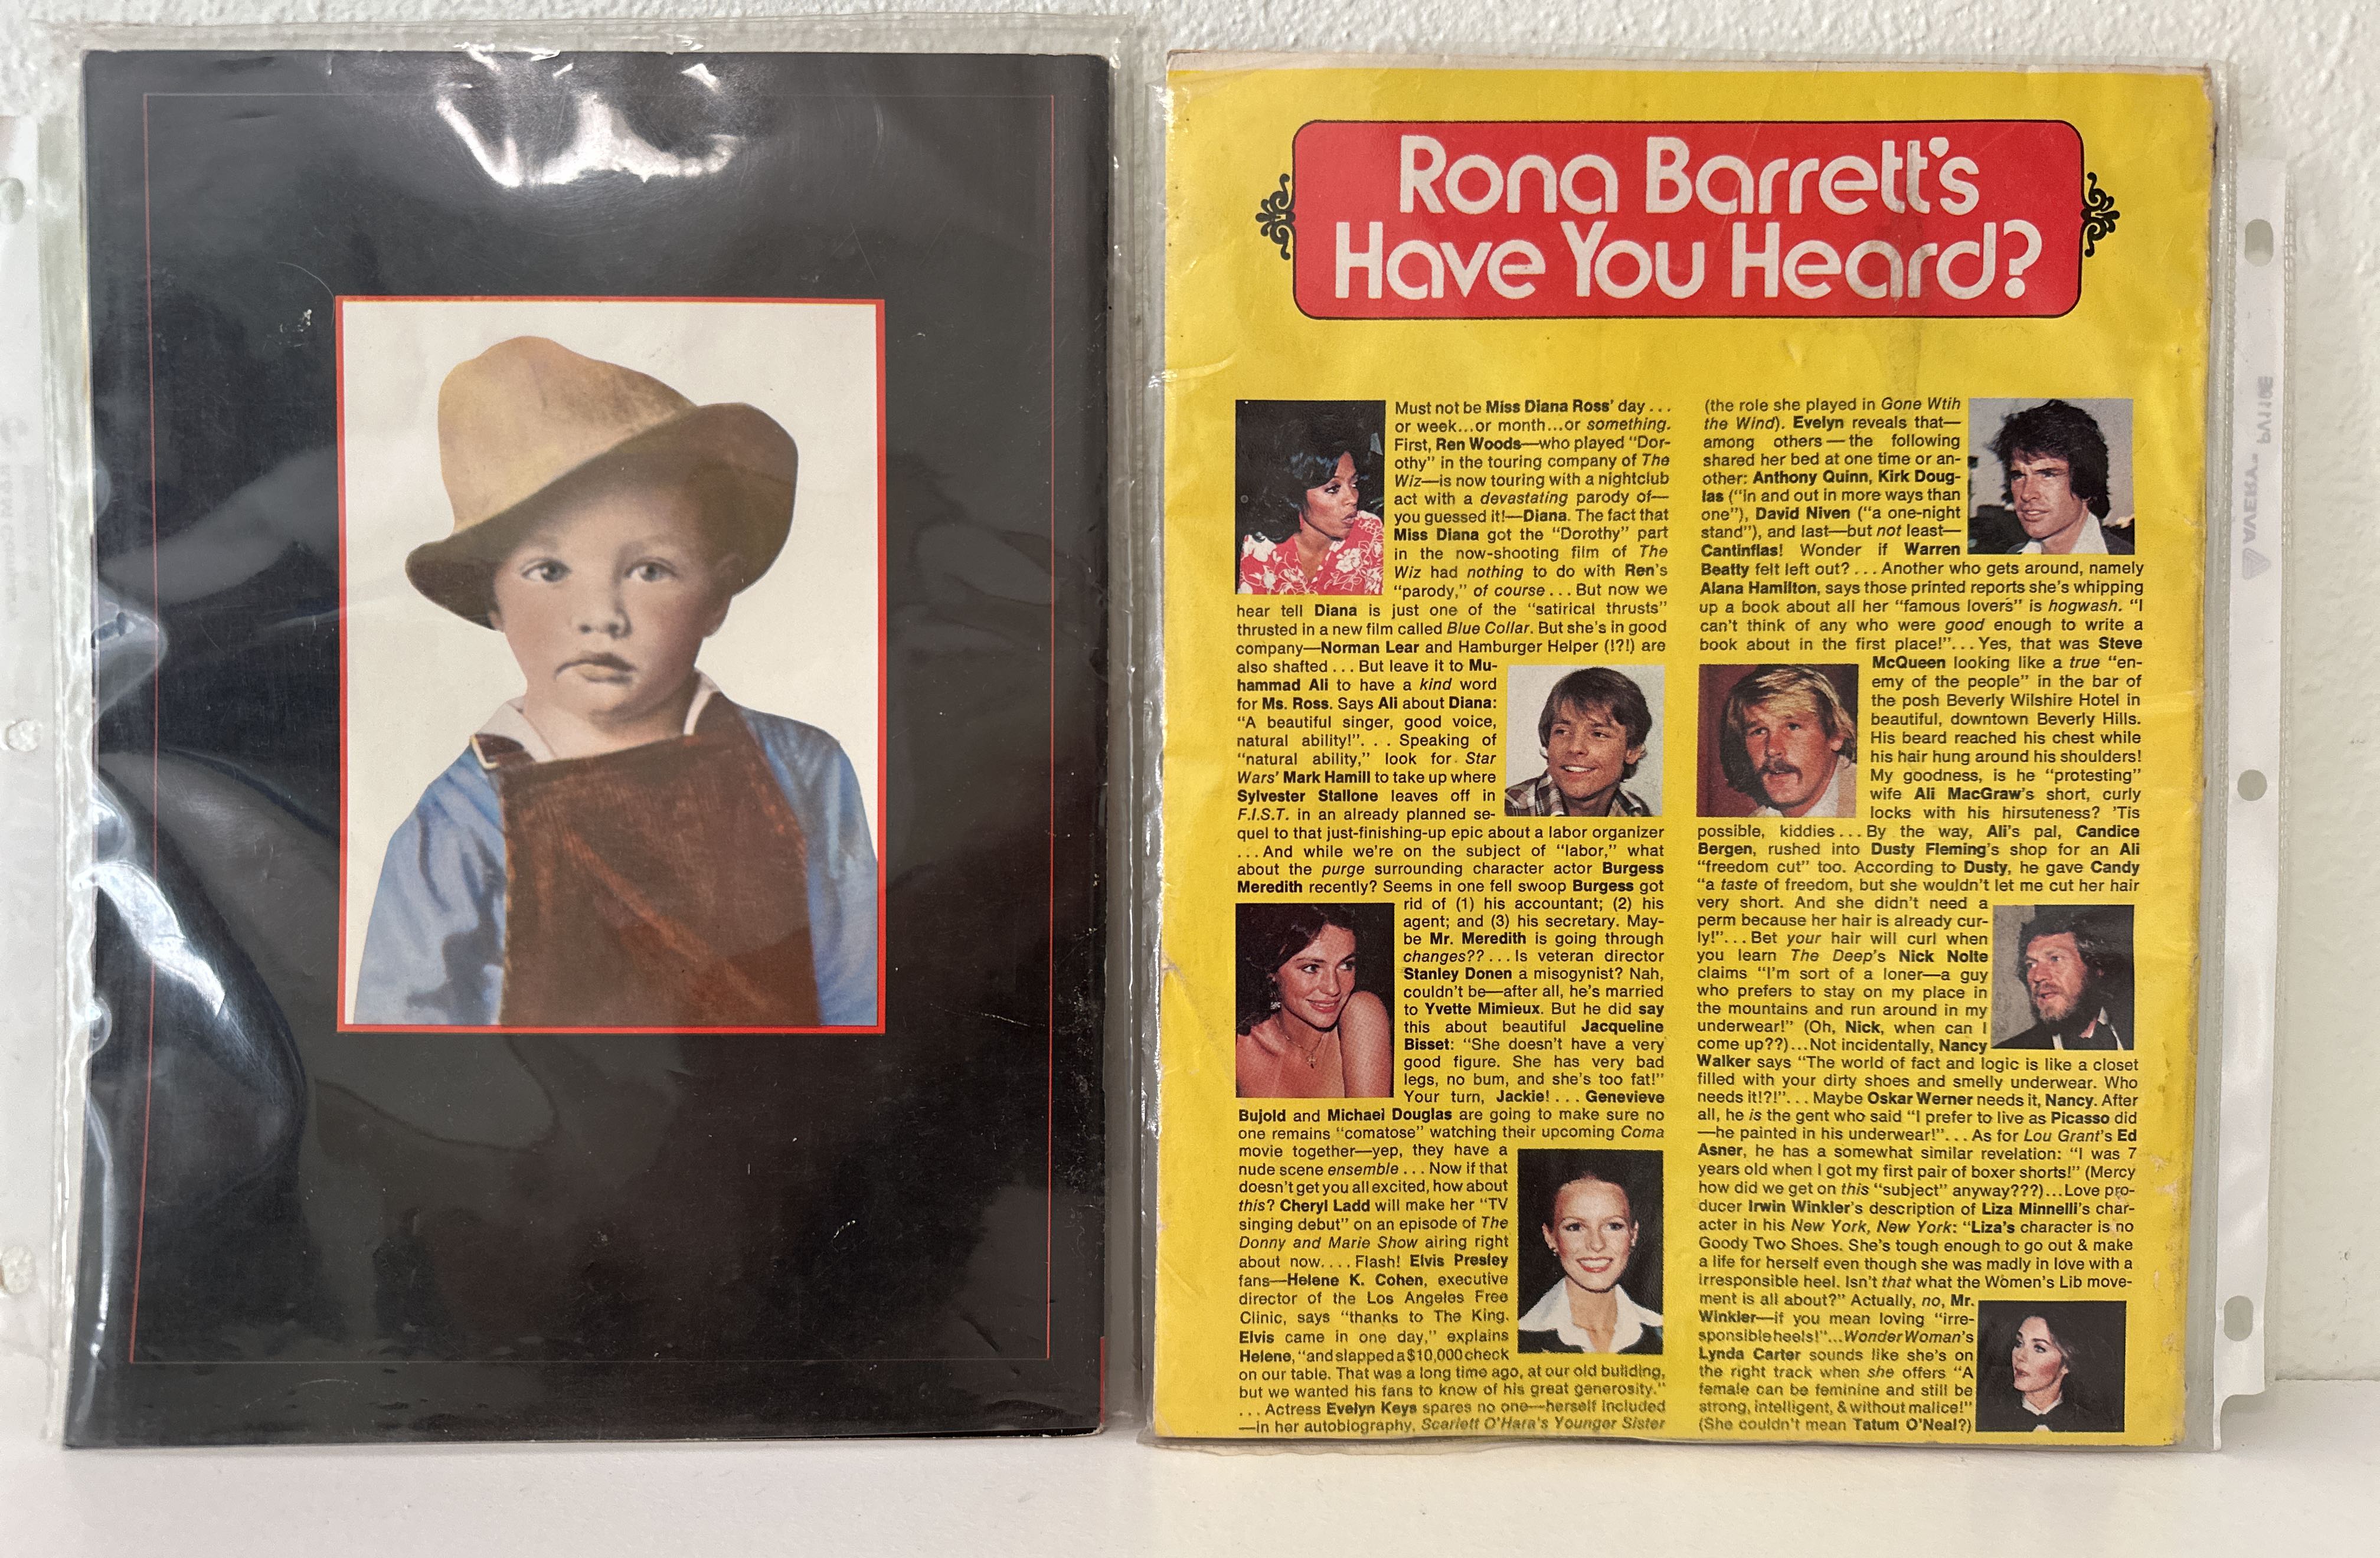 Rona Barrett's
Have You Heard?
Must not be Miss Diana Ross' day . . .
or week...or month...or something.
First, Ren Woods—who played "Dor-
othy" in the touring company of The
Wiz—is now touring with a nightclub
act with a devastating parody of—
you guessed it!—Diana. The fact that
Miss Diana got the "Dorothy" part
in the now-shooting film of The
Wiz had nothing to do with Ren's
"parody," of course . . . But now we
hear tell Diana is just one of the "satirical thrusts"
thrusted in a new film called Blue Collar. But she's in good
company—Norman Lear and Hamburger Helper (!?!) are
also shafted . . . But leave it to Mu-
hammad Ali to have a kind word
for Ms. Ross. Says Ali about Diana:
"A beautiful singer, good voice,
natural ability!". . . Speaking of
"natural ability," look for Star
Wars' Mark Hamill to take up where
Sylvester Stallone leaves off in
F.I.S.T. in an already planned se-
quel to that just-finishing-up epic about a labor organizer
. . . And while we're on the subject of "labor," what
about the purge surrounding character actor Burgess
Meredith recently? Seems in one fell swoop Burgess got
rid of (1) his accountant; (2) his
agent; and (3) his secretary. May-
be Mr. Meredith is going through
changes?? . . . Is veteran director
Stanley Donen a misogynist? Nah,
couldn't be—after all, he's married
to Yvette Mimieux. But he did say
this about beautiful Jacqueline
Bisset: "She doesn't have a very
good figure. She has very bad
legs, no bum, and she's too fat!"
Your turn, Jackie! . . . Genevieve
Bujold and Michael Douglas are going to make sure no
one remains "comatose" watching their upcoming Coma
movie together—yep, they have a
nude scene ensemble . . . Now if that
doesn't get you all excited, how about
this? Cheryl Ladd will make her "TV
singing debut" on an episode of The
Donny and Marie Show airing right
about now. . . . Flash! Elvis Presley
fans—Helene K. Cohen, executive
director of the Los Angeles Free
Clinic, says "thanks to The King.
Elvis came in one day," explains
Helene, "and slapped a $10,000 check
on our table. That was a long time ago, at our old building,
but we wanted his fans to know of his great generosity."
. . . Actress Evelyn Keys spares no one—herself included
—in her autobiography, Scarlett O'Hara's Younger Sister
(the role she played in Gone Wtih
the Wind). Evelyn reveals that—
among others — the following
shared her bed at one time or an-
other: Anthony Quinn, Kirk Doug-
las ("in and out in more ways than
one"), David Niven ("a one-night
stand"), and last—but not least—
Cantinflas! Wonder if Warren
Beatty felt left out? . . . Another who gets around, namely
Alana Hamilton, says those printed reports she's whipping
up a book about all her "famous lovers" is hogwash. "I
can't think of any who were good enough to write a
book about in the first place!". . . Yes, that was Steve
McQueen looking like a true "en-
emy of the people" in the bar of
the posh Beverly Wilshire Hotel in
beautiful, downtown Beverly Hills.
His beard reached his chest while
his hair hung around his shoulders!
My goodness, is he "protesting"
wife Ali MacGraw's short, curly
locks with his hirsuteness? 'Tis
possible, kiddies . . . By the way, Ali's pal, Candice
Bergen, rushed into Dusty Fleming's shop for an Ali
"freedom cut" too. According to Dusty, he gave Candy
"a taste of freedom, but she wouldn't let me cut her hair
very short. And she didn't need a
perm because her hair is already cur-
ly!". . . Bet your hair will curl when
you learn The Deep's Nick Nolte
claims "I'm sort of a loner—a guy
who prefers to stay on my place in
the mountains and run around in my
underwear!" (Oh, Nick, when can I
come up??)...Not incidentally, Nancy
Walker says "The world of fact and logic is like a closet
filled with your dirty shoes and smelly underwear. Who
needs it!?!". . . Maybe Oskar Werner needs it, Nancy. After
all, he is the gent who said "I prefer to live as Picasso did
—he painted in his underwear!". . . As for Lou Grant's Ed
Asner, he has a somewhat similar revelation: "I was 7
years old when I got my first pair of boxer shorts!" (Mercy
how did we get on this "subject" anyway???)...Love pro-
ducer Irwin Winkler's description of Liza Minnelli's char-
acter in his New York, New York: "Liza's character is no
Goody Two Shoes. She's tough enough to go out & make
a life for herself even though she was madly in love with a
irresponsible heel. Isn't that what the Women's Lib move-
ment is all about?" Actually, no, Mr.
Winkler—if you mean loving "irre-
sponsible heels!"...Wonder Woman's
Lynda Carter sounds like she's on
the right track when she offers "A
female can be feminine and still be
strong, intelligent, & without malice!"
(She couldn't mean Tatum O'Neal?)
AVERY PV119E